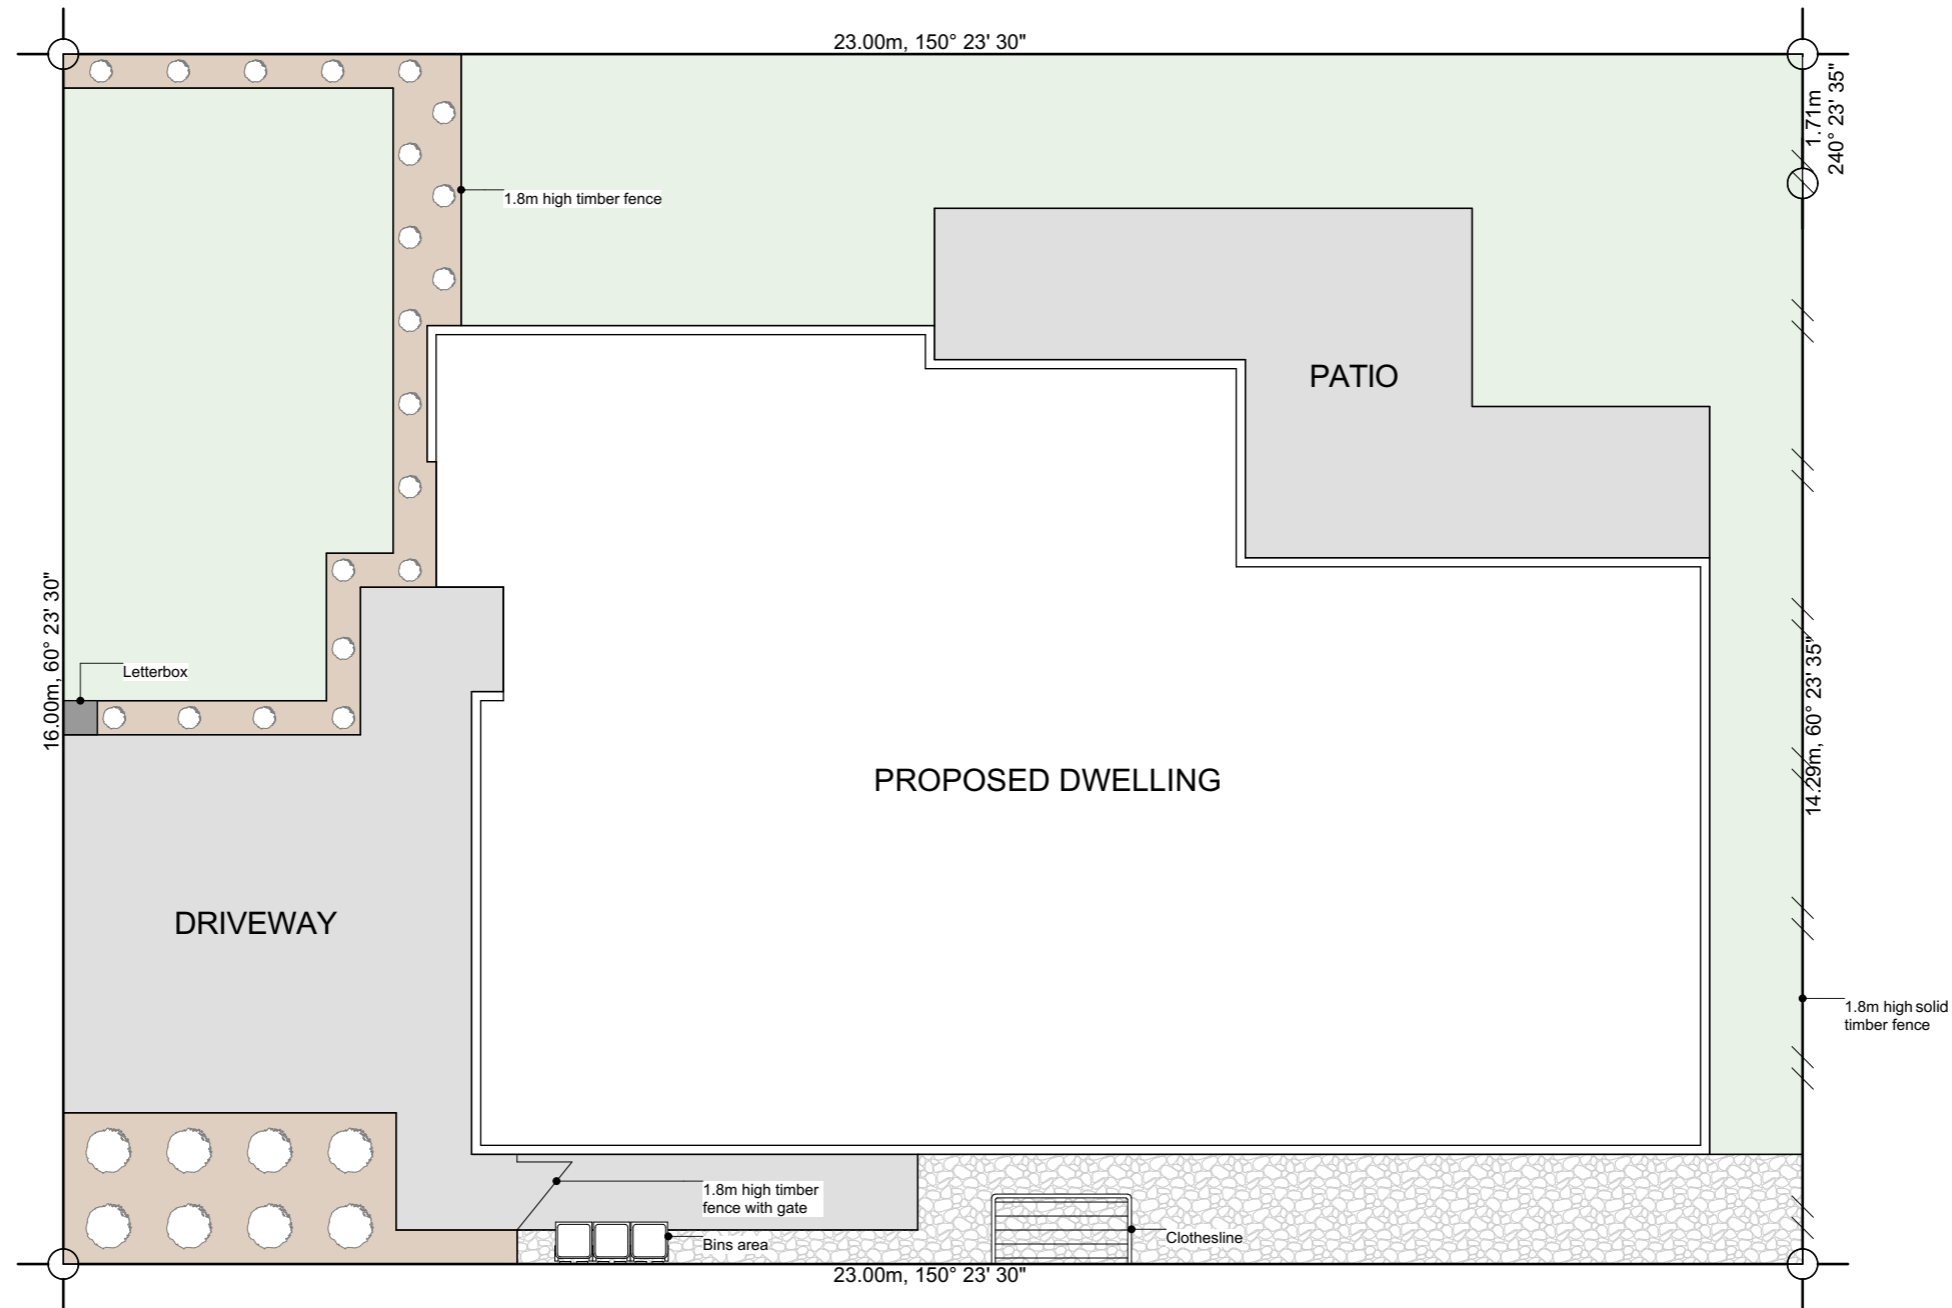 23.00m, 150° 23' 30"
1.71m
240° 23' 35"
1.8m high timber fence
PATIO
16.00m, 60° 23' 30"
Letterbox
14.29m, 60° 23' 35"
PROPOSED DWELLING
DRIVEWAY
1.8m high solid
timber fence
1.8m high timber
fence with gate
Bins area
Clothesline
23.00m, 150° 23' 30"